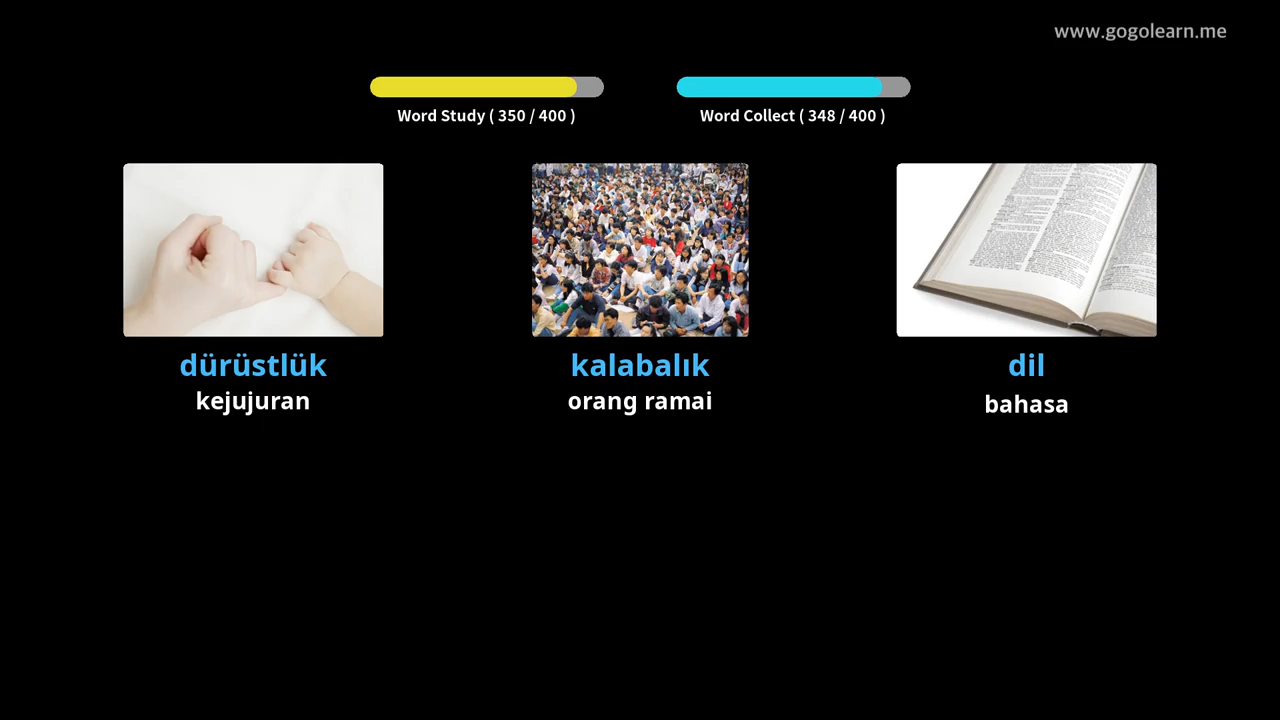 www.gogolearn.me
Word Study ( 350 / 400 )
Word Collect ( 348 / 400 )
dürüstlük
kejujuran
kalabalık
orang ramai
dil
bahasa